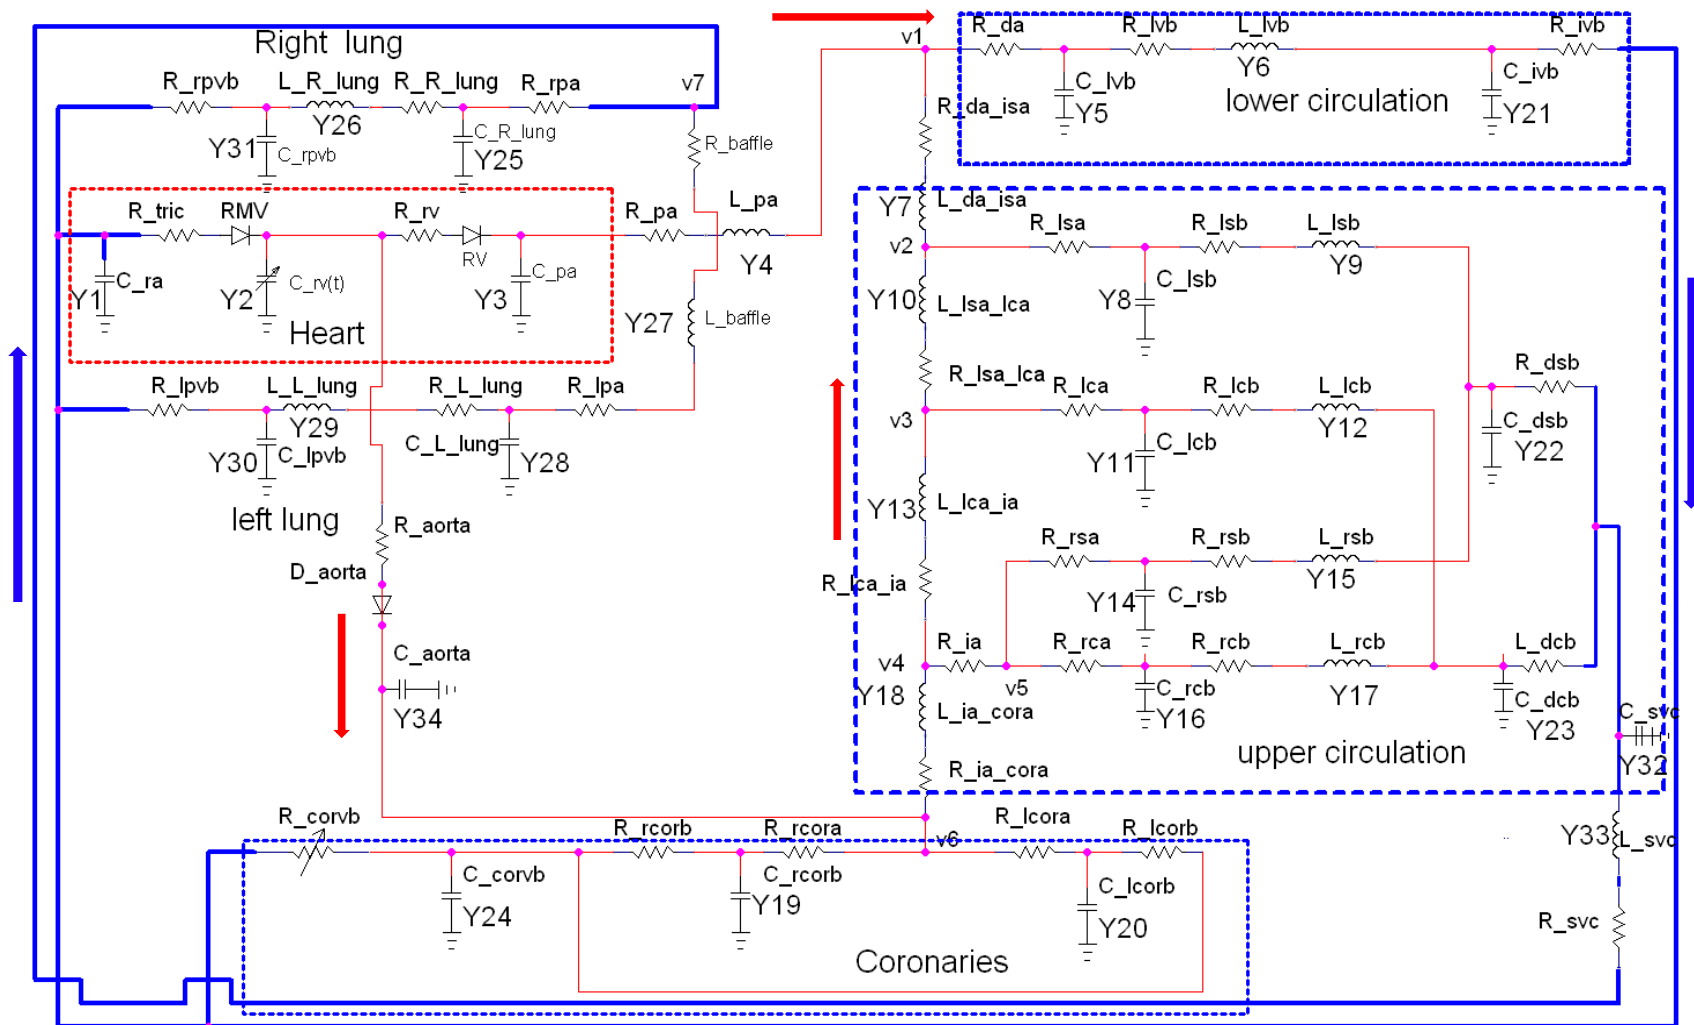 R_da
R_lvb
L_lvb
R_ivb
v1
Right lung
R_rpvb
L_R_lung
R_R_lung
R_rpa
v7
Y26
Y31
C_rpvb
C_R_lung
Y25
R_baffle
C_lvb
Y5
Y6
C_ivb
Y21
lower circulation
R_da_isa
R_tric
RMV
R_rv
R_pa
L_pa
Y7
L_da_isa
Y1
C_ra
Y2
C_rv(t)
RV
Y3
C_pa
Y4
Heart
Y27
L_baffle
v2
R_lsa
R_lsb
L_lsb
Y9
Y10
L_lsa_lca
Y8
C_lsb
R_lpvb
L_L_lung
R_L_lung
R_lpa
R_lsa_lca
Y29
Y30
C_lpvb
C_L_lung
Y28
left lung
v3
R_lca
R_lcb
L_lcb
Y12
Y11
C_lcb
R_dsb
C_dsb
Y22
Y13
L_lca_ia
R_aorta
D_aorta
R_lca_ia
R_rsa
R_rsb
L_rsb
Y15
Y14
C_rsb
C_aorta
Y34
v4
R_ia
v5
R_rca
R_rcb
L_rcb
L_dcb
Y18
L_ia_cora
C_rcb
Y16
Y17
C_dcb
Y23
C_svc
Y32
R_ia_cora
upper circulation
R_corvb
R_rcorb
R_rcora
v6
R_lcora
R_lcorb
Y33
L_svc
C_corvb
Y24
C_rcorb
Y19
C_lcorb
Y20
R_svc
Coronaries